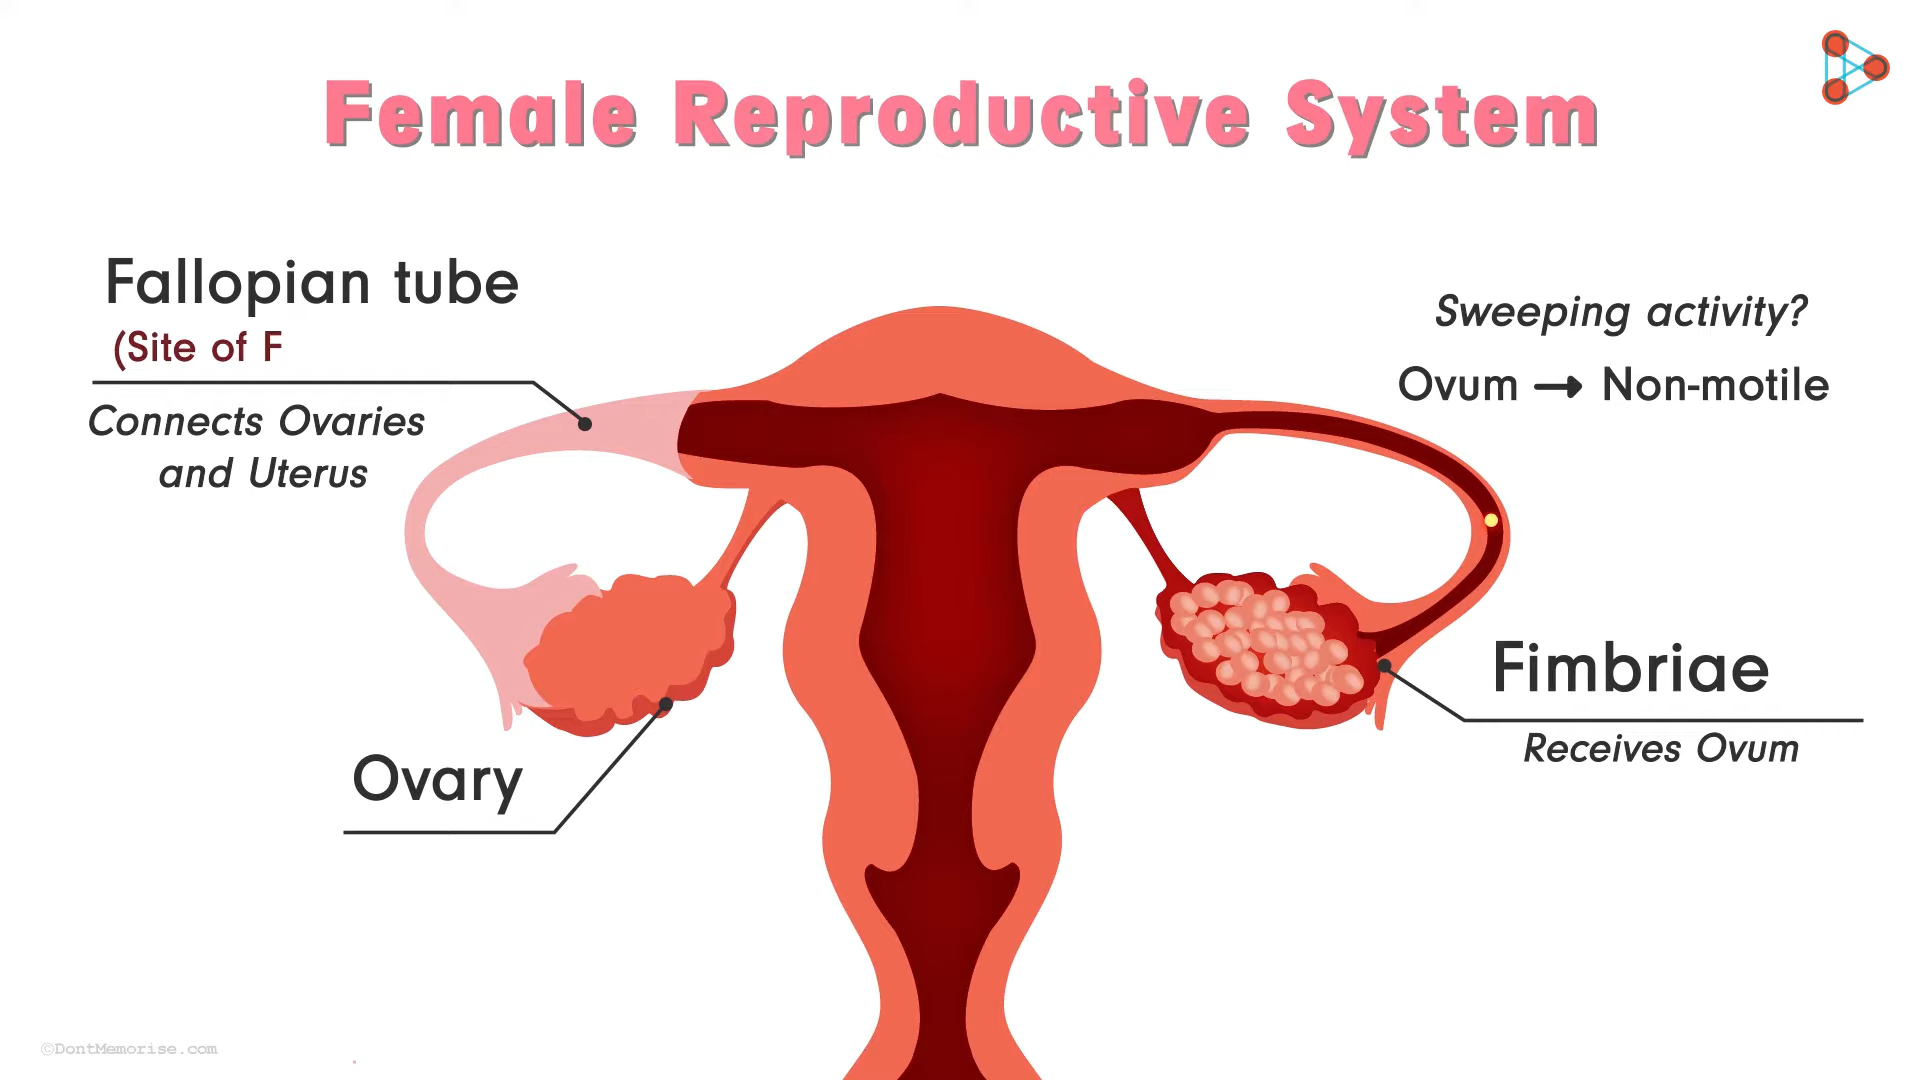 Female Reproductive System
Fallopian tube
(Site of F
Connects Ovaries
and Uterus
Sweeping activity?
Ovum → Non-motile
Fimbriae
Receives Ovum
Ovary
©DontMemorise.com